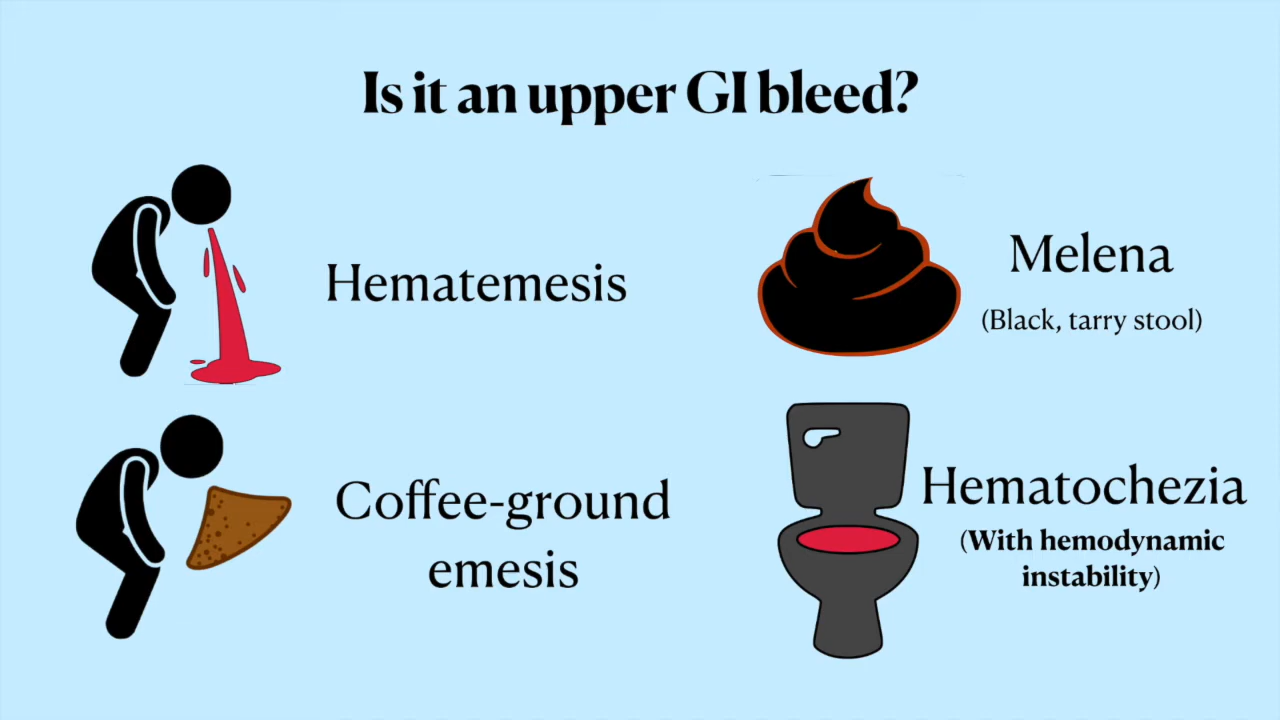 Is it an upper GI bleed?
Hematemesis
Melena
(Black, tarry stool)
Coffee-ground
emesis
Hematochezia
(With hemodynamic
instability)